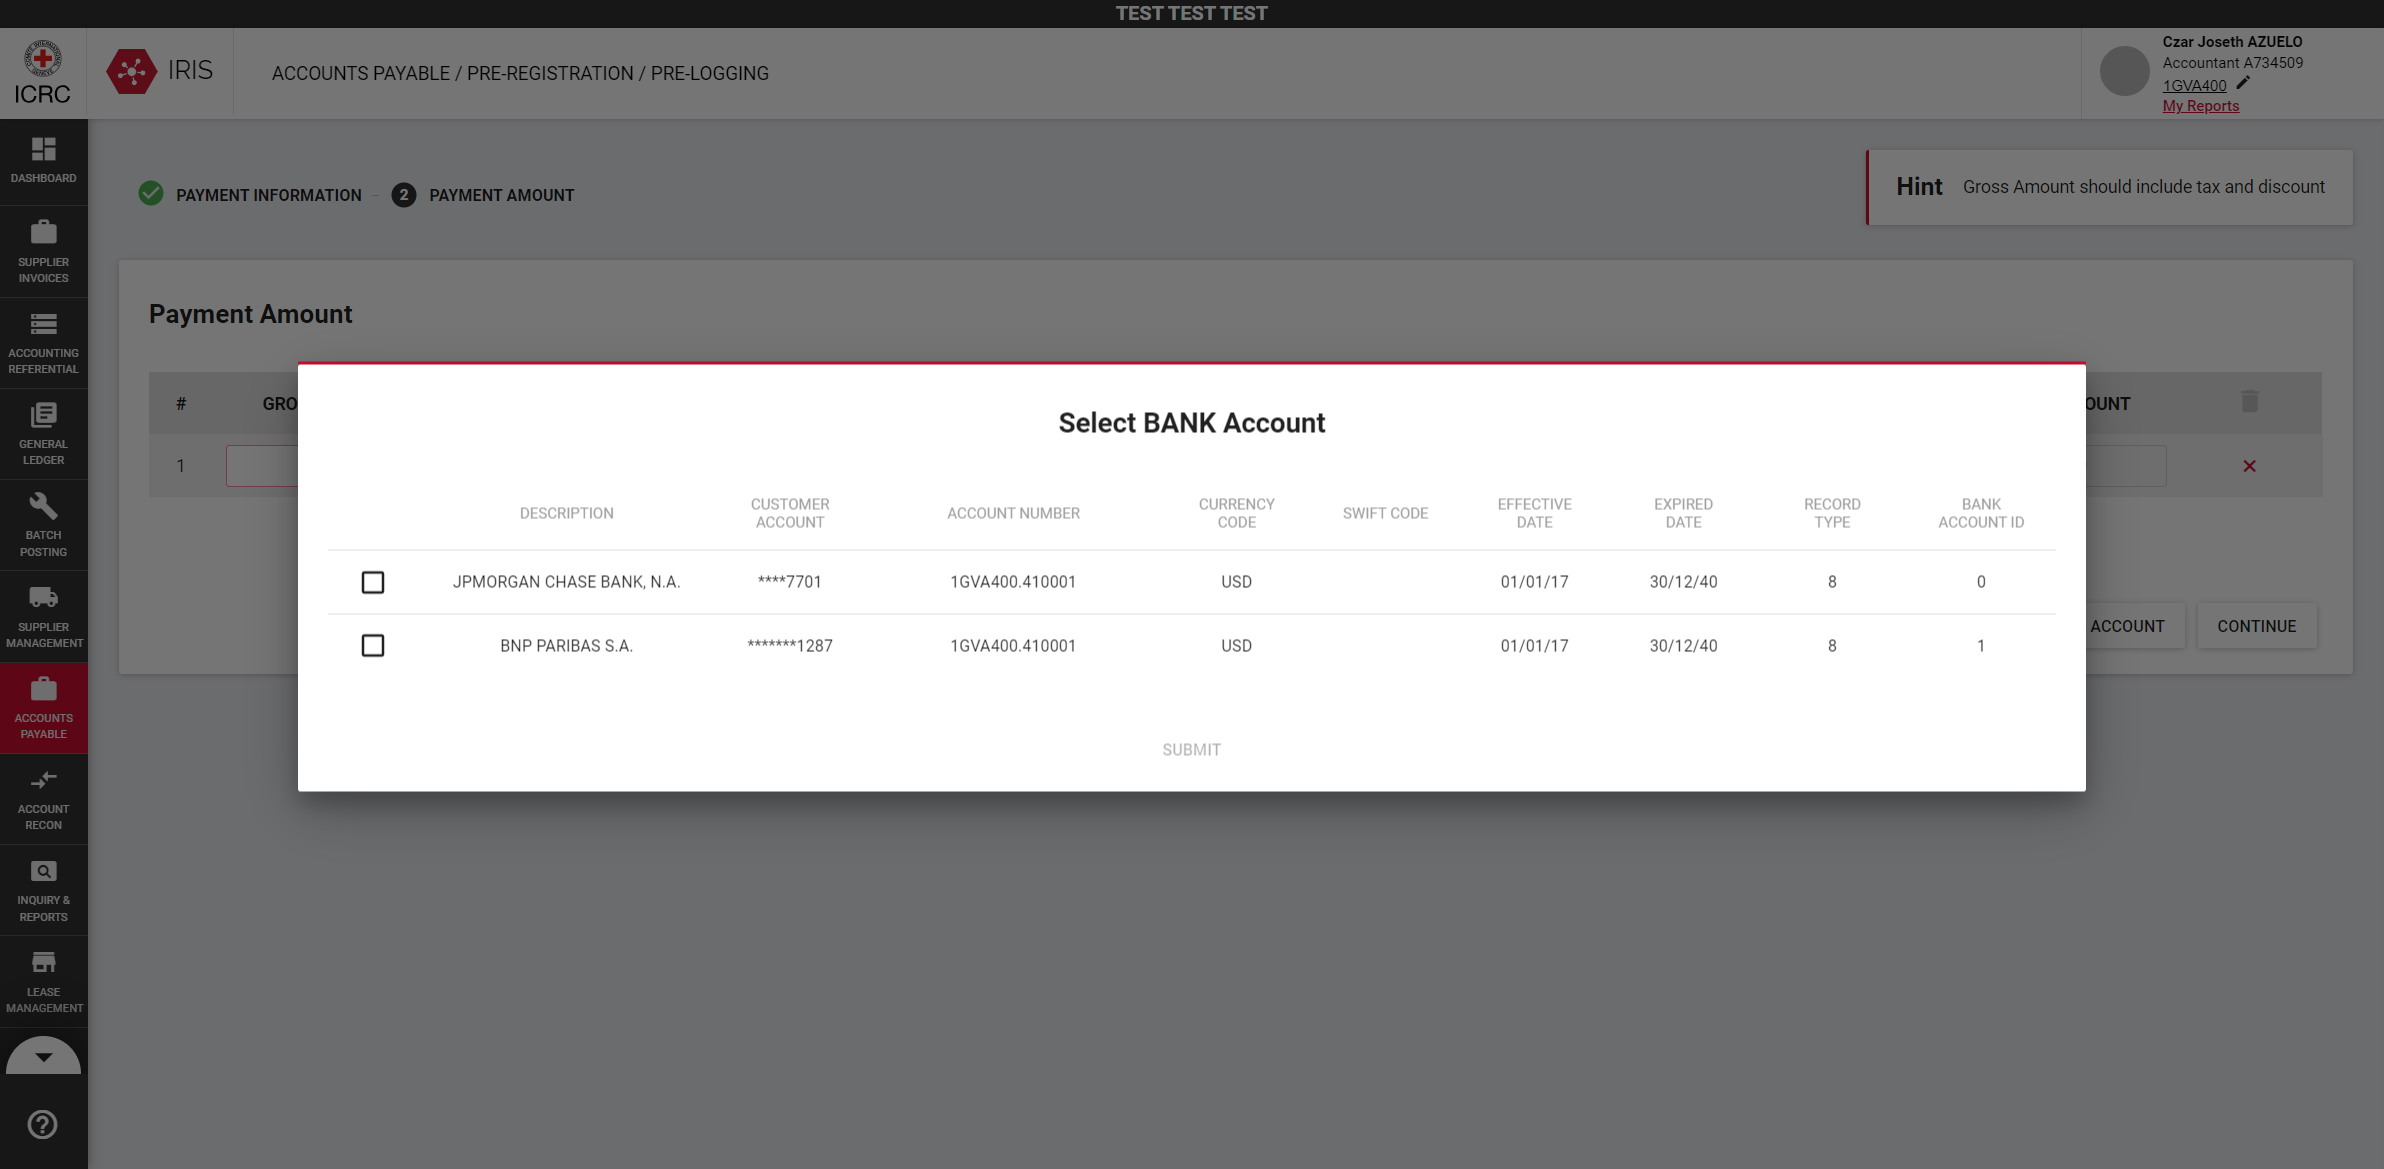 TEST TEST TEST
ICRC
IRIS
ACCOUNTS PAYABLE / PRE-REGISTRATION / PRE-LOGGING
Czar Joseth AZUELO
Accountant A734509
1GVA400
My Reports
DASHBOARD
SUPPLIER
INVOICES
ACCOUNTING
REFERENTIAL
GENERAL
LEDGER
BATCH
POSTING
SUPPLIER
MANAGEMENT
ACCOUNTS
PAYABLE
ACCOUNT
RECON
INQUIRY &
REPORTS
LEASE
MANAGEMENT
PAYMENT INFORMATION - 2 PAYMENT AMOUNT
Hint Gross Amount should include tax and discount
Payment Amount
# GRO OUNT
1
Select BANK Account
DESCRIPTION CUSTOMER ACCOUNT ACCOUNT NUMBER CURRENCY CODE SWIFT CODE EFFECTIVE DATE EXPIRED DATE RECORD TYPE BANK ACCOUNT ID
JPMORGAN CHASE BANK, N.A. ****7701 1GVA400.410001 USD 01/01/17 30/12/40 8 0
BNP PARIBAS S.A. *******1287 1GVA400.410001 USD 01/01/17 30/12/40 8 1
ACCOUNT CONTINUE
SUBMIT